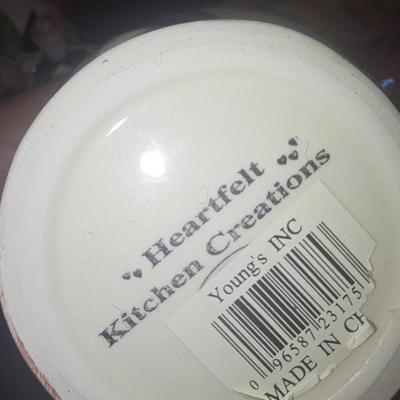 Heartfelt
Kitchen Creations
Young's INC
0 96587 23175
MADE IN CH